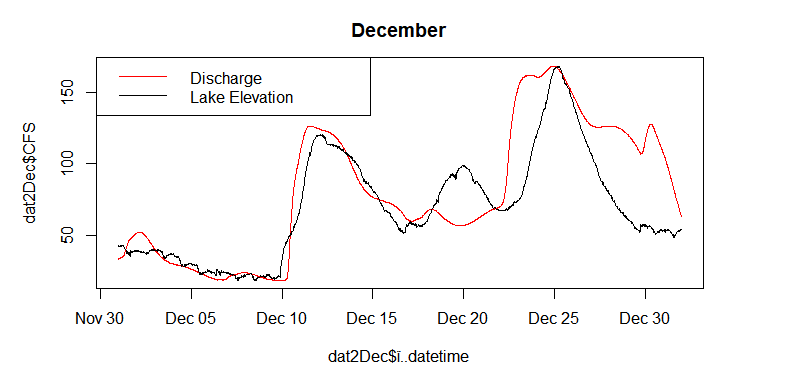 December
Discharge
Lake Elevation
dat2Dec$CFS
150
100
50
Nov 30 Dec 05 Dec 10 Dec 15 Dec 20 Dec 25 Dec 30
dat2Dec$ï..datetime